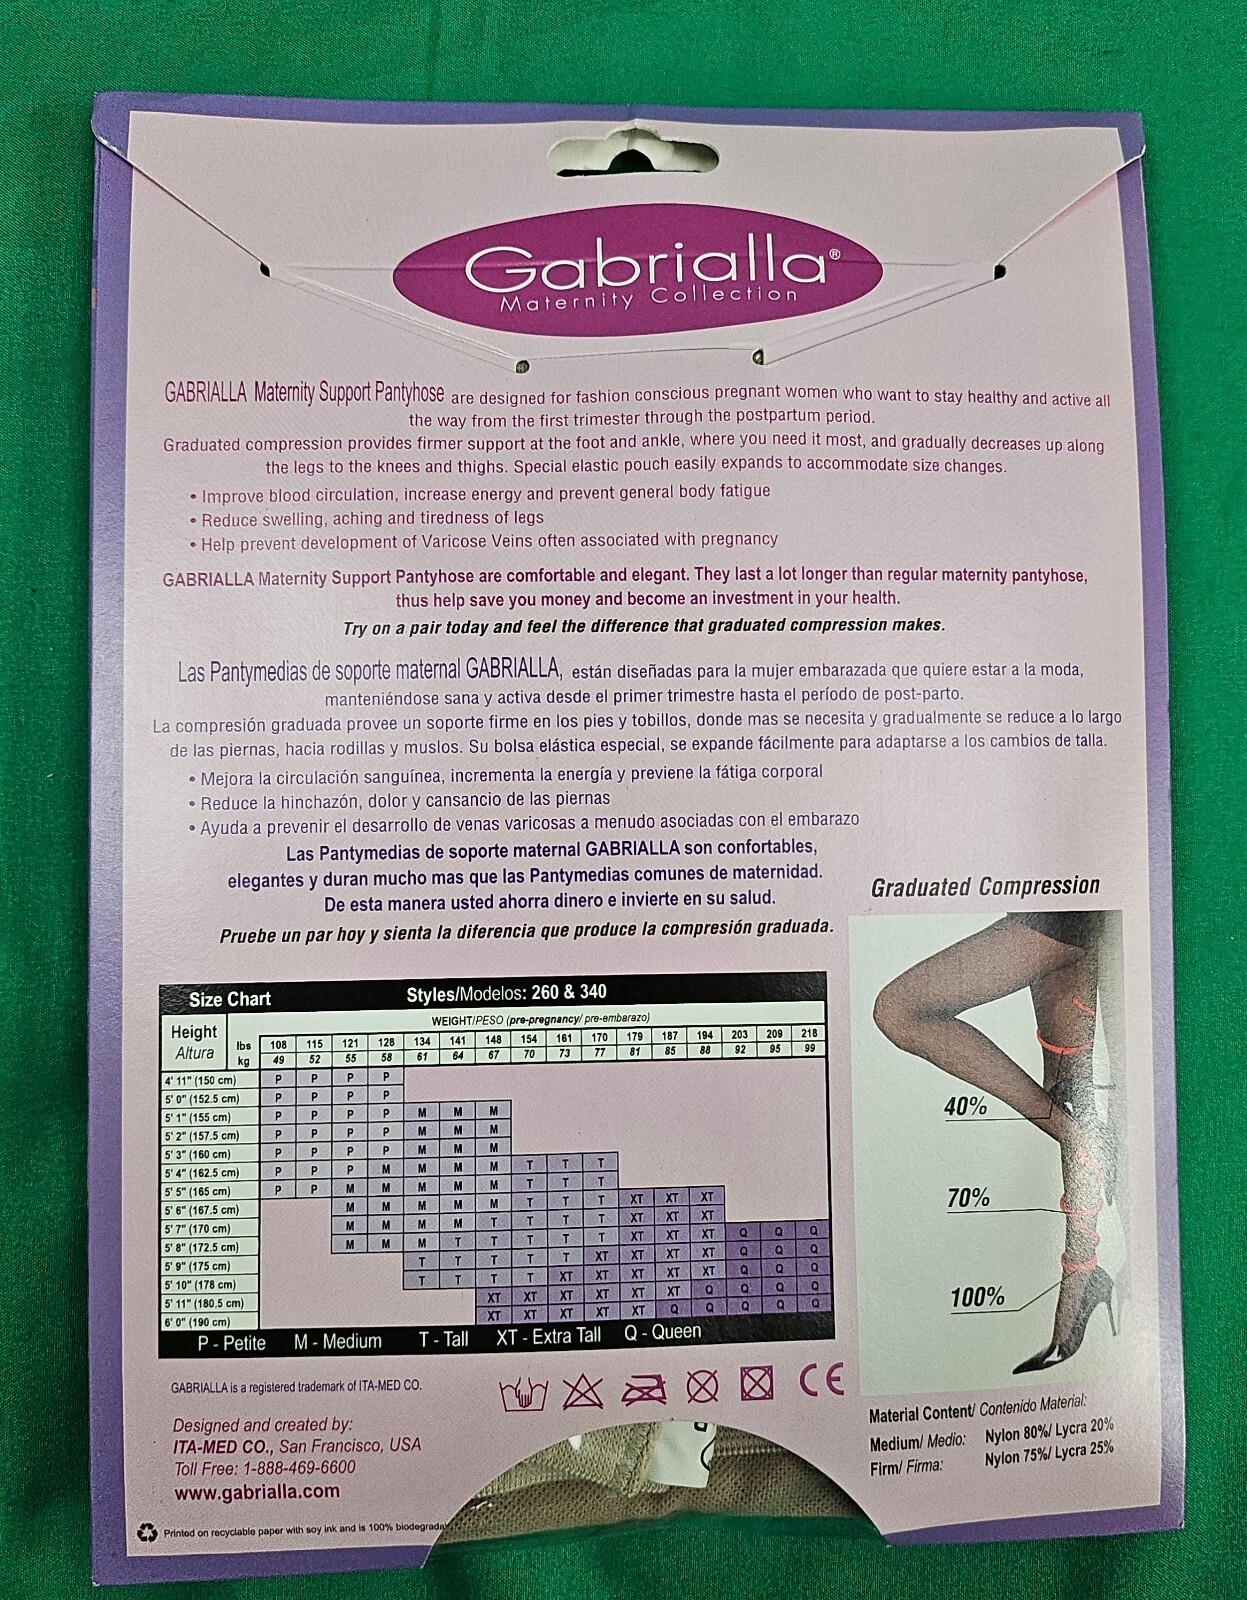 Gabrialla®
Maternity Collection
GABRIALLA Maternity Support Pantyhose are designed for fashion conscious pregnant women who want to stay healthy and active all
the way from the first trimester through the postpartum period.
Graduated compression provides firmer support at the foot and ankle, where you need it most, and gradually decreases up along
the legs to the knees and thighs. Special elastic pouch easily expands to accommodate size changes.
• Improve blood circulation, increase energy and prevent general body fatigue
• Reduce swelling, aching and tiredness of legs
• Help prevent development of Varicose Veins often associated with pregnancy
GABRIALLA Maternity Support Pantyhose are comfortable and elegant. They last a lot longer than regular maternity pantyhose,
thus help save you money and become an investment in your health.
Try on a pair today and feel the difference that graduated compression makes.
Las Pantymedias de soporte maternal GABRIALLA, están diseñadas para la mujer embarazada que quiere estar a la moda,
manteniéndose sana y activa desde el primer trimestre hasta el período de post-parto.
La compresión graduada provee un soporte firme en los pies y tobillos, donde mas se necesita y gradualmente se reduce a lo largo
de las piernas, hacia rodillas y muslos. Su bolsa elástica especial, se expande fácilmente para adaptarse a los cambios de talla.
• Mejora la circulación sanguínea, incrementa la energía y previene la fátiga corporal
• Reduce la hinchazón, dolor y cansancio de las piernas
• Ayuda a prevenir el desarrollo de venas varicosas a menudo asociadas con el embarazo
Las Pantymedias de soporte maternal GABRIALLA son confortables,
elegantes y duran mucho mas que las Pantymedias comunes de maternidad.
De esta manera usted ahorra dinero e invierte en su salud.
Pruebe un par hoy y sienta la diferencia que produce la compresión graduada.
Graduated Compression
40%
70%
100%
Size Chart Styles/Modelos: 260 & 340
Height Altura WEIGHT/PESO (pre-pregnancy/ pre-embarazo)
lbs 108 115 121 128 134 141 148 154 161 170 179 187 194 203 209 218
kg 49 52 55 58 61 64 67 70 73 77 81 85 88 92 95 99
4' 11" (150 cm) P P P P
5' 0" (152.5 cm) P P P P
5' 1" (155 cm) P P P P M M M
5' 2" (157.5 cm) P P P P M M M
5' 3" (160 cm) P P P P M M M
5' 4" (162.5 cm) P P P M M M M T T T
5' 5" (165 cm) P P M M M M M T T T
5' 6" (167.5 cm) M M M M M T T T XT XT XT
5' 7" (170 cm) M M M M T T T T XT XT XT
5' 8" (172.5 cm) M M M T T T T T XT XT XT Q Q Q
5' 9" (175 cm) T T T T T XT XT XT XT Q Q Q
5' 10" (178 cm) T T T T XT XT XT XT XT Q Q Q
5' 11" (180.5 cm) XT XT XT XT XT XT Q Q Q Q
6' 0" (190 cm) XT XT XT XT XT Q Q Q Q Q
P - Petite M - Medium T - Tall XT - Extra Tall Q - Queen
GABRIALLA is a registered trademark of ITA-MED CO.
CE
Designed and created by:
ITA-MED CO., San Francisco, USA
Toll Free: 1-888-469-6600
www.gabrialla.com
Material Content/ Contenido Material:
Medium/ Medio: Nylon 80%/ Lycra 20%
Firm/ Firma: Nylon 75%/ Lycra 25%
Printed on recyclable paper with soy ink and is 100%